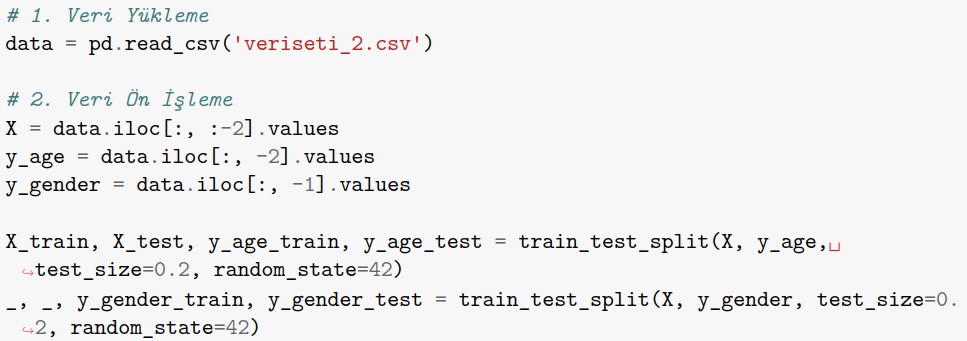 # 1. Veri Yükleme
data = pd.read_csv('veriseti_2.csv')
# 2. Veri Ön İşleme
X = data.iloc[:, :-2].values
y_age = data.iloc[:, -2].values
y_gender = data.iloc[:, -1].values
X_train, X_test, y_age_train, y_age_test = train_test_split(X, y_age,␣
↪test_size=0.2, random_state=42)
_, _, y_gender_train, y_gender_test = train_test_split(X, y_gender, test_size=0.
↪2, random_state=42)